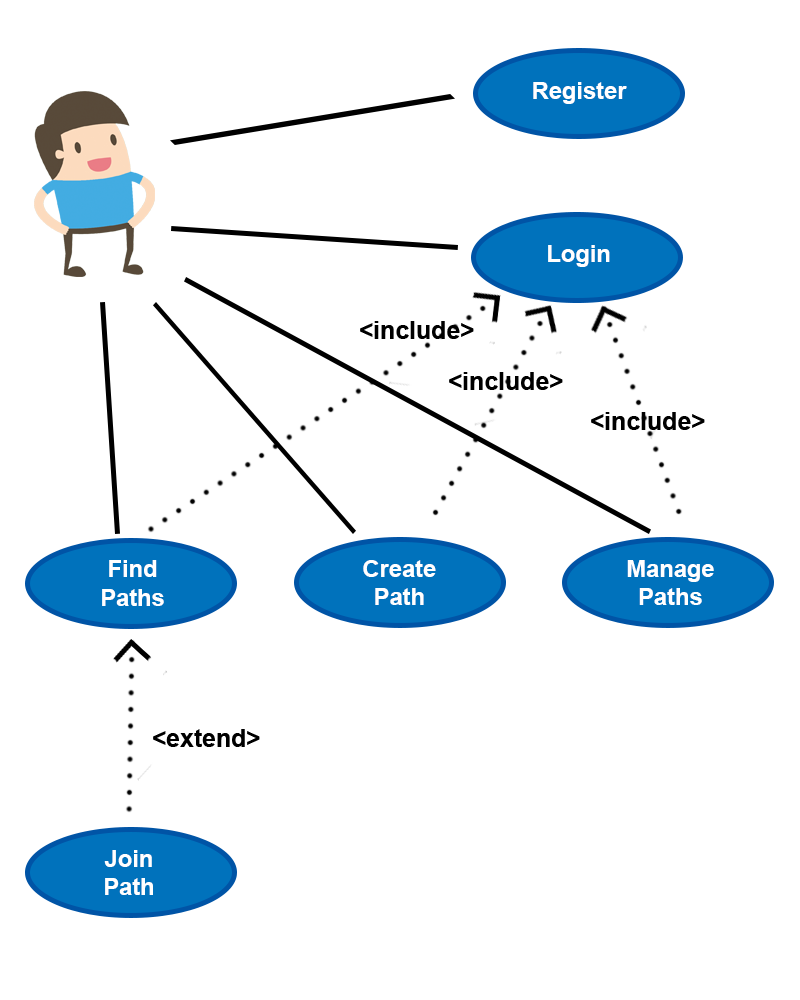 Register
Login
<include>
<include>
<include>
Find
Paths
Create
Path
Manage
Paths
<extend>
Join
Path